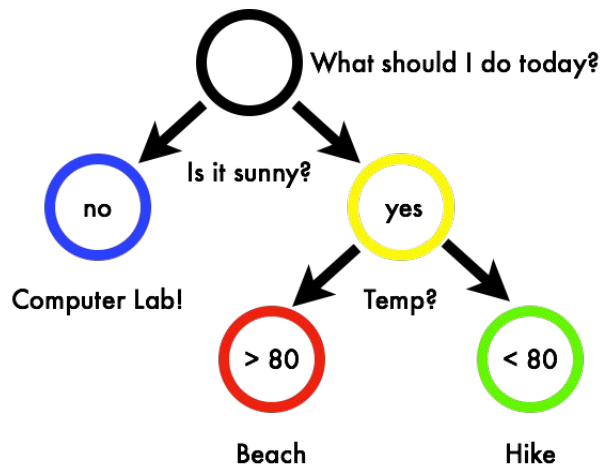 What should I do today?
Is it sunny?
no
yes
Computer Lab!
Temp?
> 80
< 80
Beach
Hike